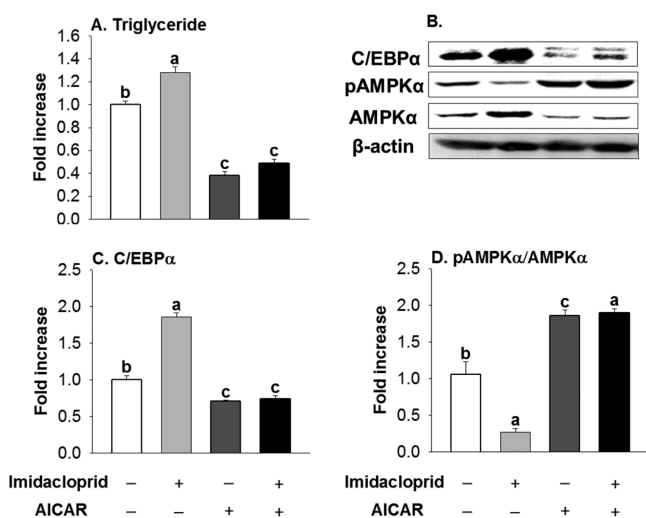 A. Triglyceride
Fold increase
1.6
1.4
1.2
1.0
0.8
0.6
0.4
0.2
0.0
b
a
c
c
B.
C/EBPα
pAMPKα
AMPKα
β-actin
C. C/EBPα
Fold increase
2.5
2.0
1.5
1.0
0.5
0.0
b
a
c
c
D. pAMPKα/AMPKα
Fold increase
2.5
2.0
1.5
1.0
0.5
0.0
b
a
c
a
Imidacloprid − + − + − + − +
AICAR − − + + − − + +